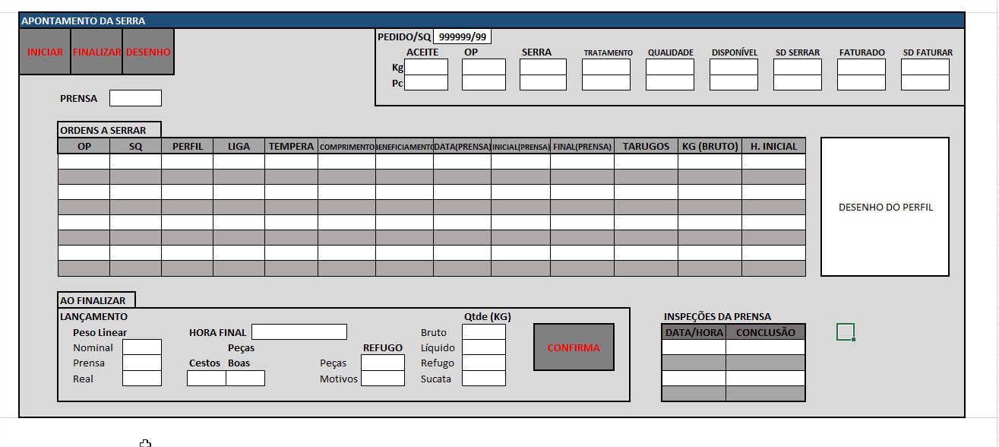 APONTAMENTO DA SERRA
INICIAR FINALIZAR DESENHO
PEDIDO/SQ 999999/99
ACEITE OP SERRA TRATAMENTO QUALIDADE DISPONÍVEL SD SERRAR FATURADO SD FATURAR
Kg
Pc
PRENSA
ORDENS A SERRAR
OP SQ PERFIL LIGA TEMPERA COMPRIMENTO BENEFICIAMENTO DATA(PRENSA) INICIAL(PRENSA) FINAL(PRENSA) TARUGOS KG (BRUTO) H. INICIAL
DESENHO DO PERFIL
AO FINALIZAR
LANÇAMENTO Qtde (KG)
Peso Linear HORA FINAL Bruto
Nominal Peças REFUGO Líquido
Prensa Cestos Boas Peças Refugo
Real Motivos Sucata
CONFIRMA
INSPEÇÕES DA PRENSA
DATA/HORA CONCLUSÃO